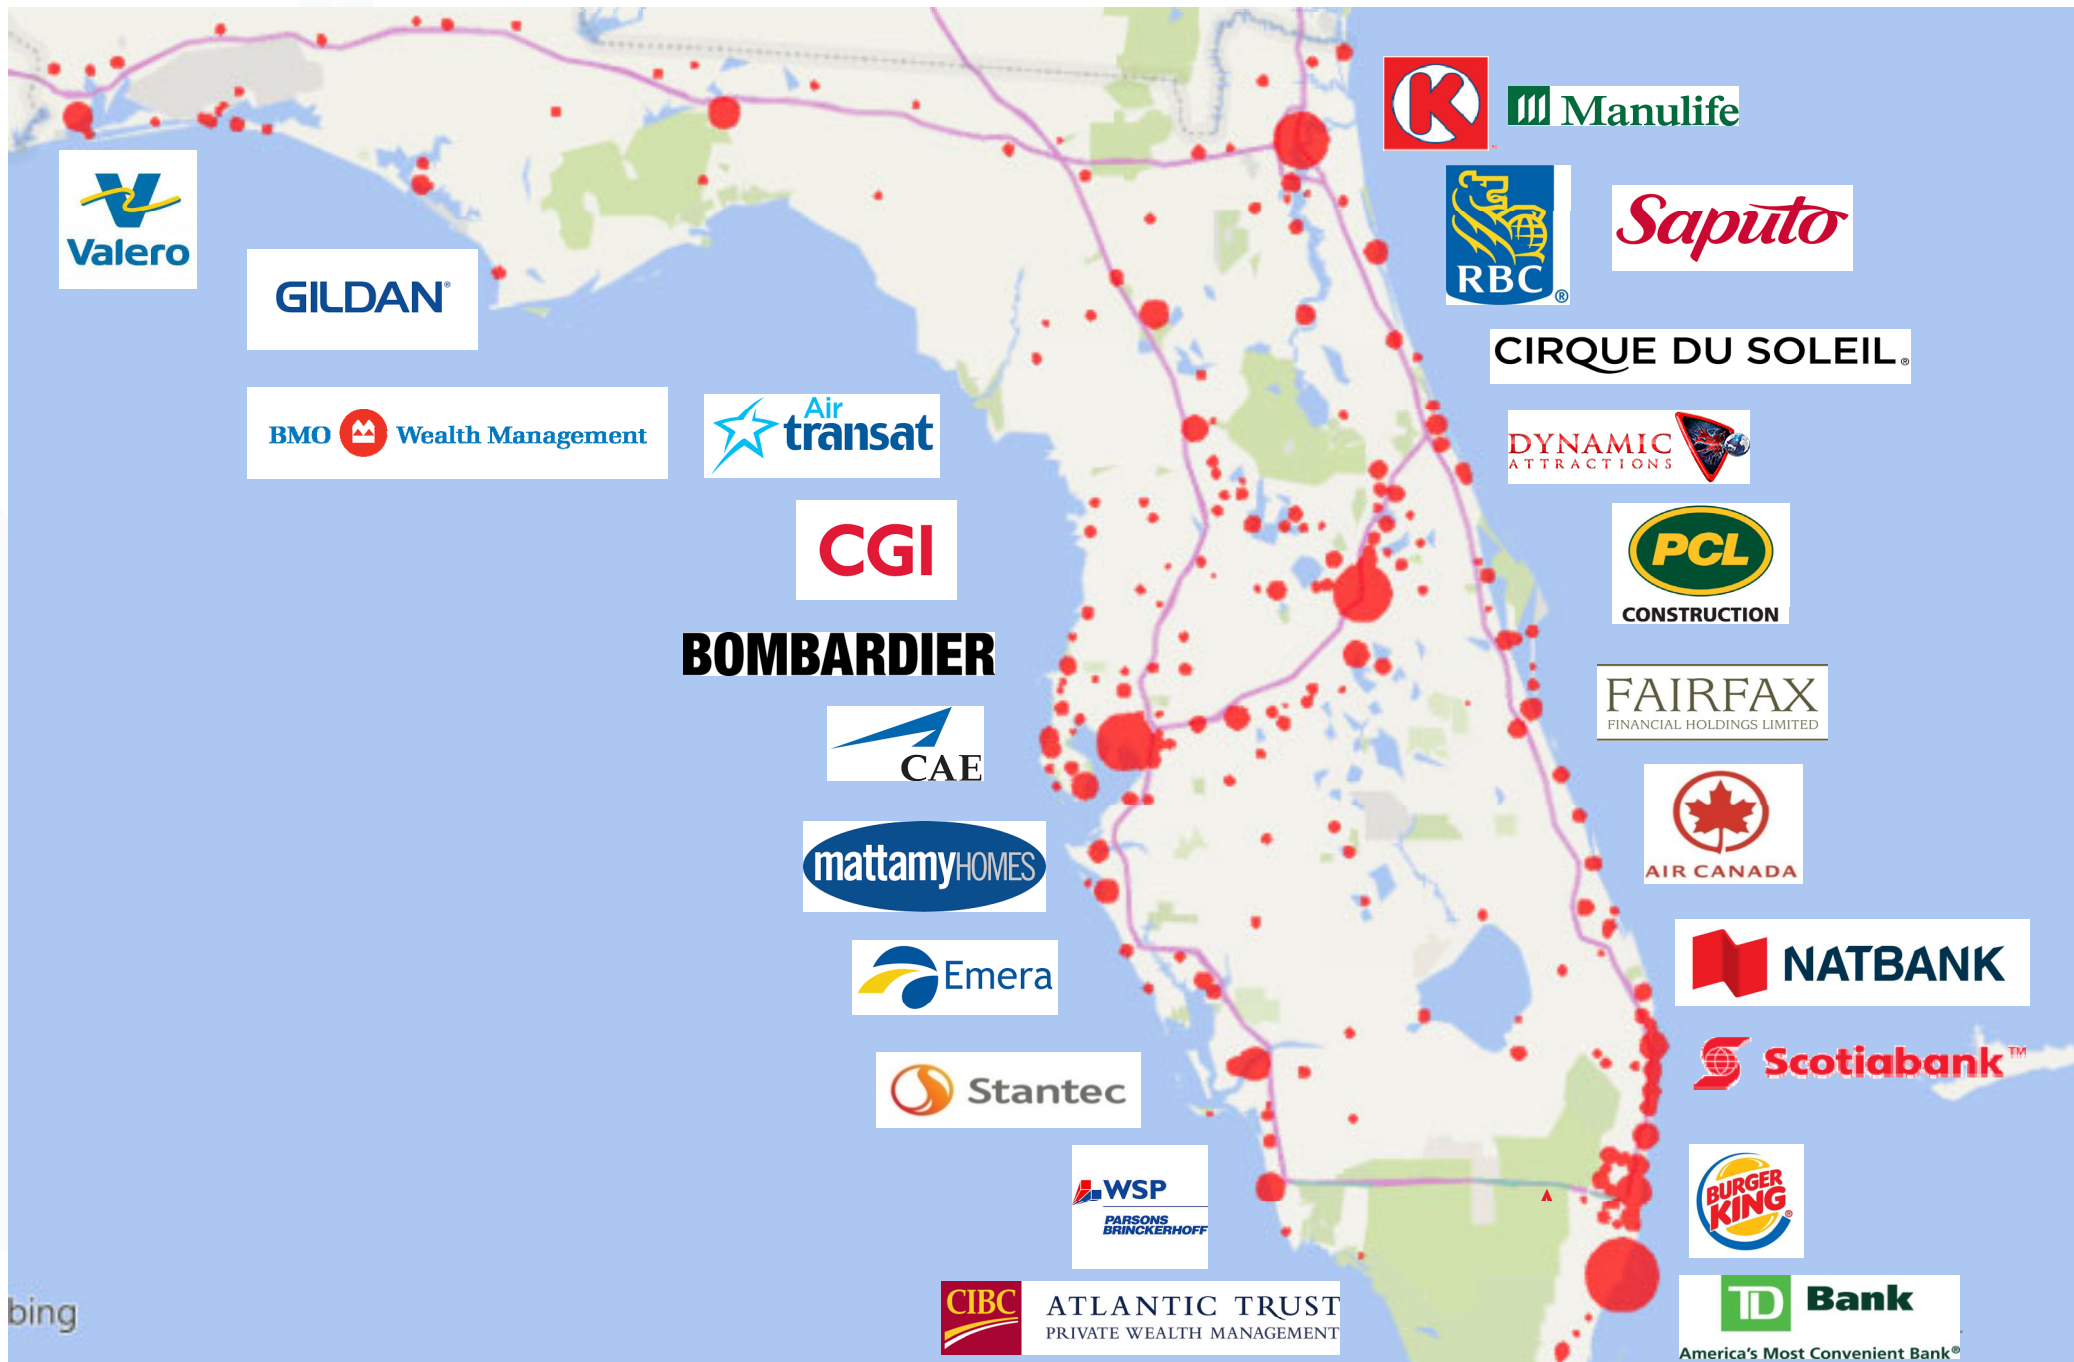 K
Manulife
Valero
RBC®
Saputo
GILDAN®
CIRQUE DU SOLEIL®
BMO Wealth Management
Air
transat
DYNAMIC
ATTRACTIONS
CGI
PCL
CONSTRUCTION
BOMBARDIER
FAIRFAX
FINANCIAL HOLDINGS LIMITED
CAE
AIR CANADA
mattamyHOMES
NATBANK
Emera
Scotiabank™
Stantec
WSP
PARSONS
BRINCKERHOFF
BURGER
KING®
CIBC
ATLANTIC TRUST
PRIVATE WEALTH MANAGEMENT
TD Bank
America's Most Convenient Bank®
bing